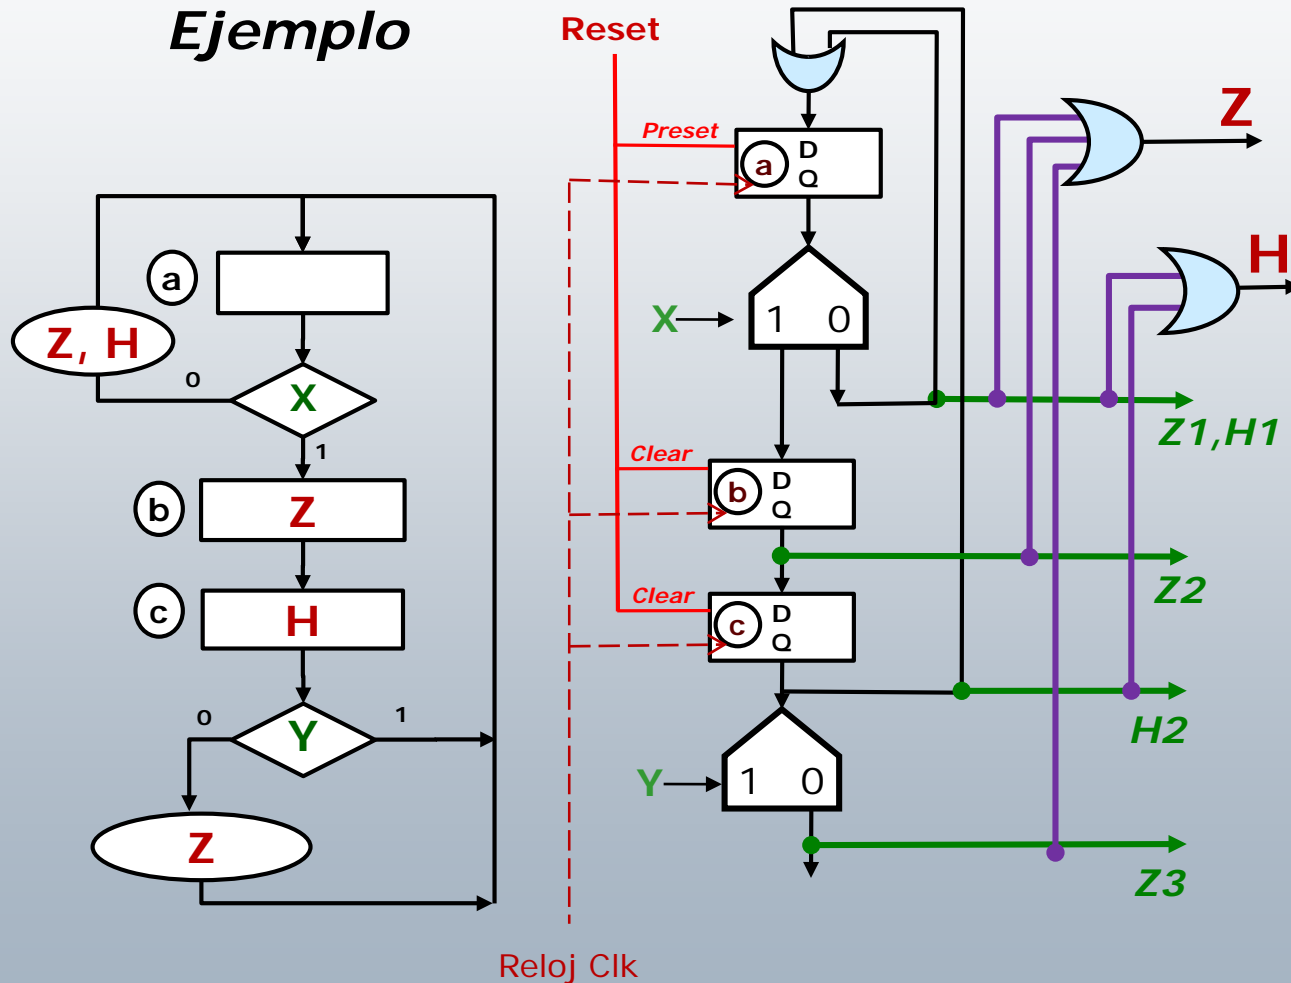 Ejemplo
a
Z, H
0
X
1
b
Z
c
H
0
Y
1
Z
Reset
Preset
a
D
Q
X
1 0
Clear
b
D
Q
Clear
c
D
Q
Y
1 0
Reloj Clk
Z
H
Z1,H1
Z2
H2
Z3